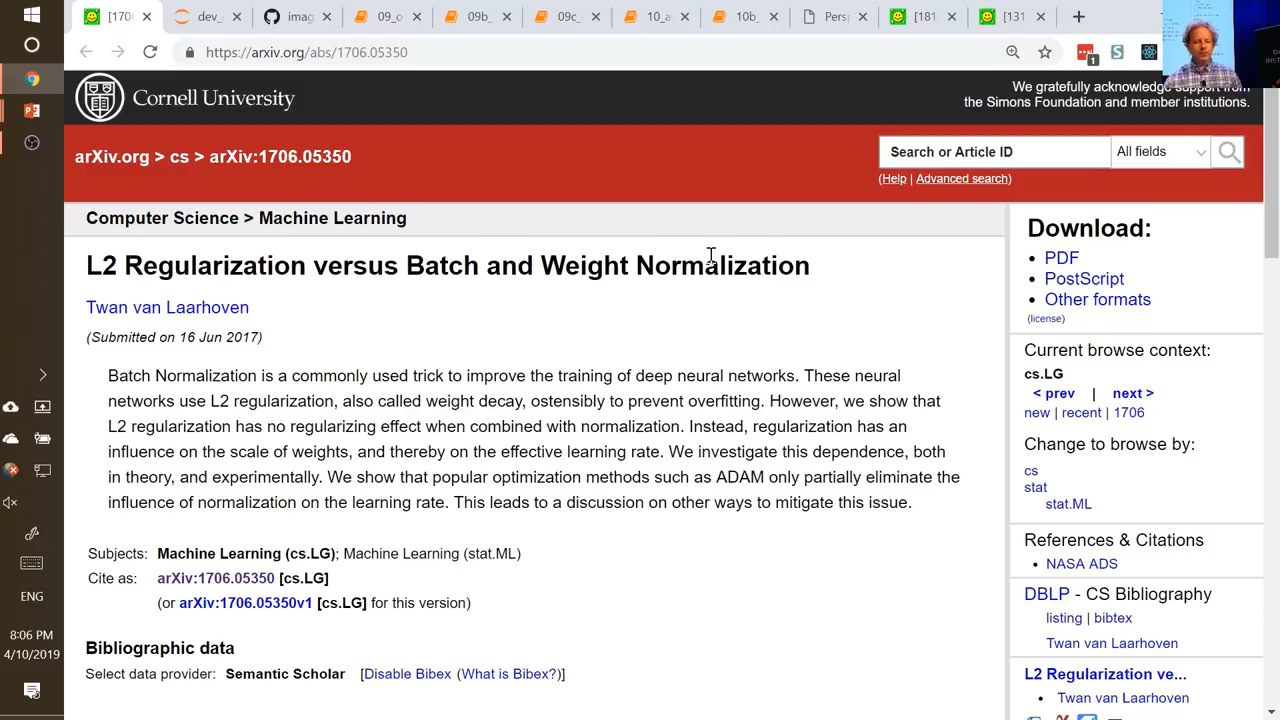 [170
dev_
imag
09_o
09b_
09c_
10_a
10b_
Persp
[181
[131
https://arxiv.org/abs/1706.05350
1
Cornell University
We gratefully acknowledge support from
the Simons Foundation and member institutions.
arXiv.org > cs > arXiv:1706.05350
Search or Article ID
All fields
(Help | Advanced search)
Computer Science > Machine Learning
L2 Regularization versus Batch and Weight Normalization
Twan van Laarhoven
(Submitted on 16 Jun 2017)
Batch Normalization is a commonly used trick to improve the training of deep neural networks. These neural
networks use L2 regularization, also called weight decay, ostensibly to prevent overfitting. However, we show that
L2 regularization has no regularizing effect when combined with normalization. Instead, regularization has an
influence on the scale of weights, and thereby on the effective learning rate. We investigate this dependence, both
in theory, and experimentally. We show that popular optimization methods such as ADAM only partially eliminate the
influence of normalization on the learning rate. This leads to a discussion on other ways to mitigate this issue.
Subjects: Machine Learning (cs.LG); Machine Learning (stat.ML)
Cite as: arXiv:1706.05350 [cs.LG]
(or arXiv:1706.05350v1 [cs.LG] for this version)
Bibliographic data
Select data provider: Semantic Scholar [Disable Bibex (What is Bibex?)]
Download:
PDF
PostScript
Other formats
(license)
Current browse context:
cs.LG
< prev | next >
new | recent | 1706
Change to browse by:
cs
stat
stat.ML
References & Citations
NASA ADS
DBLP - CS Bibliography
listing | bibtex
Twan van Laarhoven
L2 Regularization ve...
Twan van Laarhoven
ENG
8:06 PM
4/10/2019